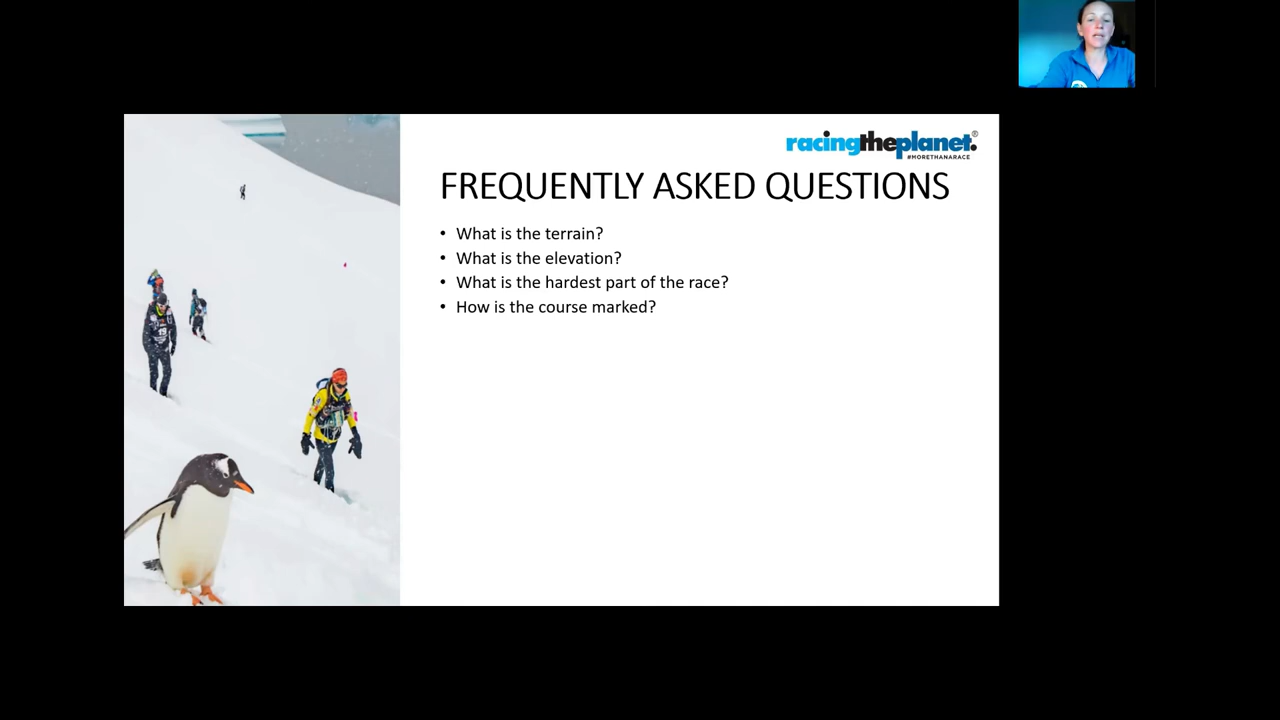 racingtheplanet.®
#MORETHANARACE
FREQUENTLY ASKED QUESTIONS
• What is the terrain?
• What is the elevation?
• What is the hardest part of the race?
• How is the course marked?